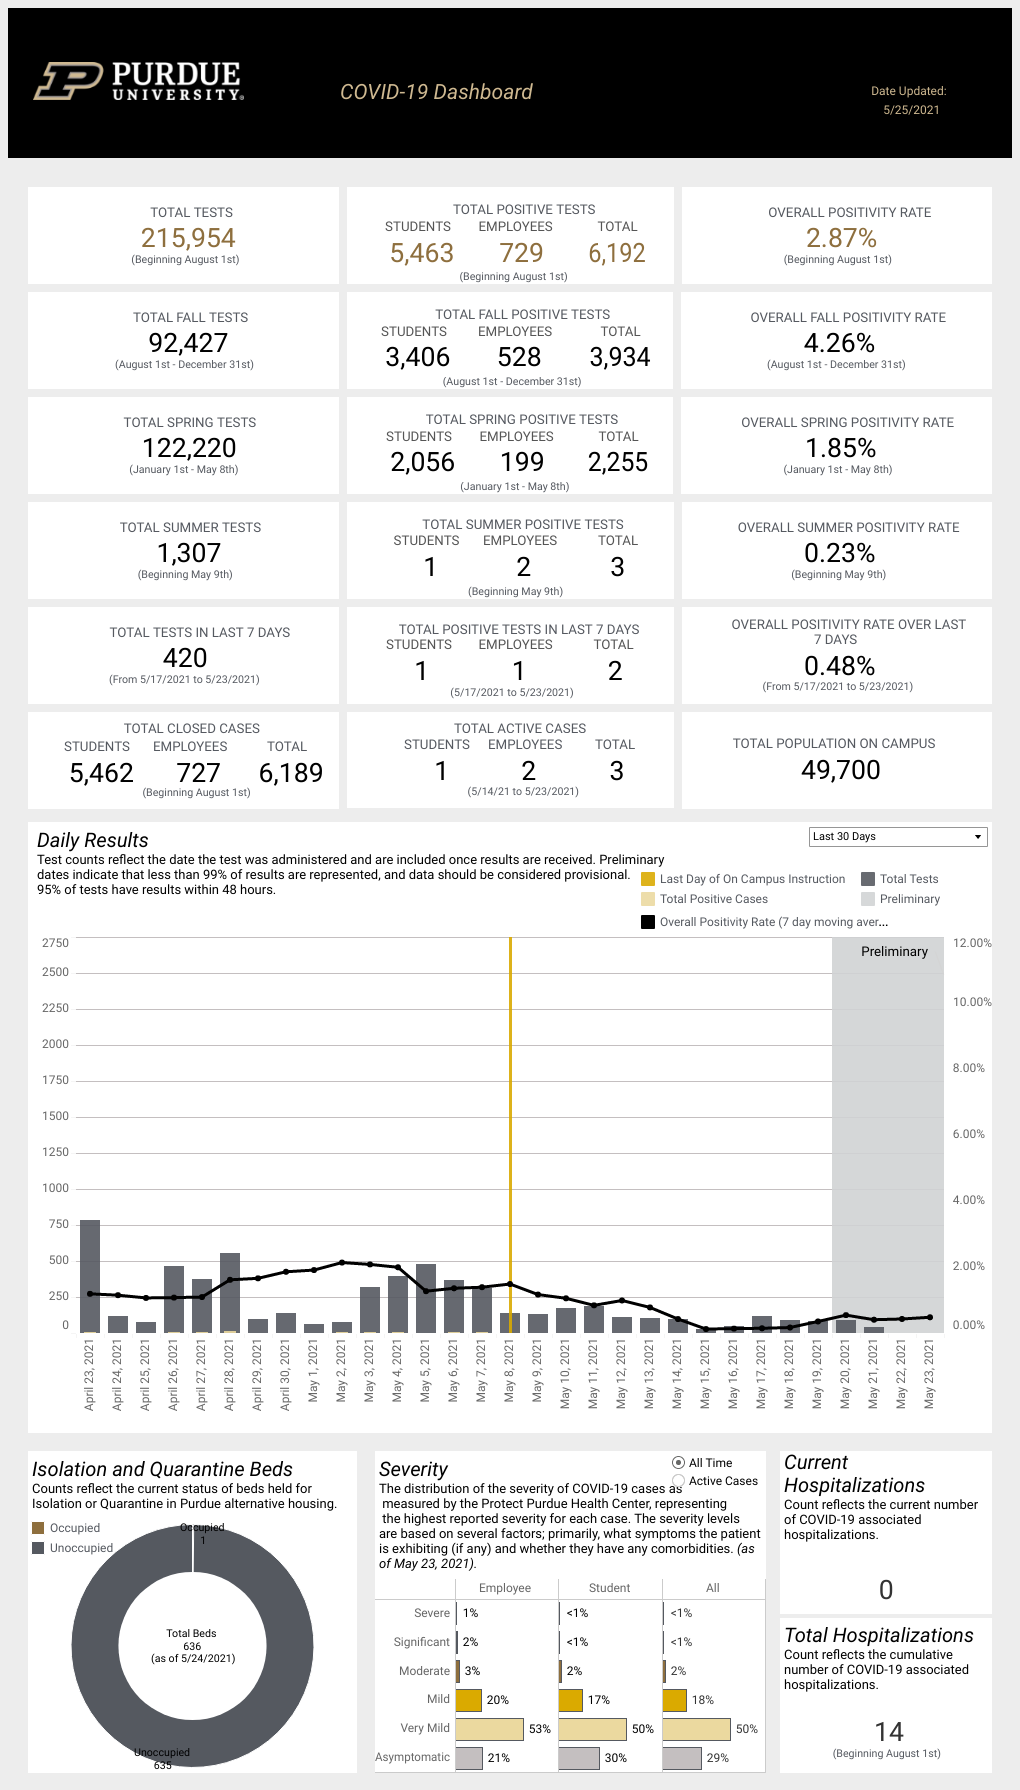 PURDUE
UNIVERSITY®
COVID-19 Dashboard
Date Updated:
5/25/2021
TOTAL TESTS
215,954
(Beginning August 1st)
TOTAL POSITIVE TESTS
STUDENTS EMPLOYEES TOTAL
5,463 729 6,192
(Beginning August 1st)
OVERALL POSITIVITY RATE
2.87%
(Beginning August 1st)
TOTAL FALL TESTS
92,427
(August 1st - December 31st)
TOTAL FALL POSITIVE TESTS
STUDENTS EMPLOYEES TOTAL
3,406 528 3,934
(August 1st - December 31st)
OVERALL FALL POSITIVITY RATE
4.26%
(August 1st - December 31st)
TOTAL SPRING TESTS
122,220
(January 1st - May 8th)
TOTAL SPRING POSITIVE TESTS
STUDENTS EMPLOYEES TOTAL
2,056 199 2,255
(January 1st - May 8th)
OVERALL SPRING POSITIVITY RATE
1.85%
(January 1st - May 8th)
TOTAL SUMMER TESTS
1,307
(Beginning May 9th)
TOTAL SUMMER POSITIVE TESTS
STUDENTS EMPLOYEES TOTAL
1 2 3
(Beginning May 9th)
OVERALL SUMMER POSITIVITY RATE
0.23%
(Beginning May 9th)
TOTAL TESTS IN LAST 7 DAYS
420
(From 5/17/2021 to 5/23/2021)
TOTAL POSITIVE TESTS IN LAST 7 DAYS
STUDENTS EMPLOYEES TOTAL
1 1 2
(5/17/2021 to 5/23/2021)
OVERALL POSITIVITY RATE OVER LAST
7 DAYS
0.48%
(From 5/17/2021 to 5/23/2021)
TOTAL CLOSED CASES
STUDENTS EMPLOYEES TOTAL
5,462 727 6,189
(Beginning August 1st)
TOTAL ACTIVE CASES
STUDENTS EMPLOYEES TOTAL
1 2 3
(5/14/21 to 5/23/2021)
TOTAL POPULATION ON CAMPUS
49,700
Daily Results
Last 30 Days
Test counts reflect the date the test was administered and are included once results are received. Preliminary
dates indicate that less than 99% of results are represented, and data should be considered provisional.
95% of tests have results within 48 hours.
Last Day of On Campus Instruction
Total Tests
Total Positive Cases
Preliminary
Overall Positivity Rate (7 day moving aver...
Preliminary
2750
2500
2250
2000
1750
1500
1250
1000
750
500
250
0
12.00%
10.00%
8.00%
6.00%
4.00%
2.00%
0.00%
April 23, 2021
April 24, 2021
April 25, 2021
April 26, 2021
April 27, 2021
April 28, 2021
April 29, 2021
April 30, 2021
May 1, 2021
May 2, 2021
May 3, 2021
May 4, 2021
May 5, 2021
May 6, 2021
May 7, 2021
May 8, 2021
May 9, 2021
May 10, 2021
May 11, 2021
May 12, 2021
May 13, 2021
May 14, 2021
May 15, 2021
May 16, 2021
May 17, 2021
May 18, 2021
May 19, 2021
May 20, 2021
May 21, 2021
May 22, 2021
May 23, 2021
Isolation and Quarantine Beds
Counts reflect the current status of beds held for
Isolation or Quarantine in Purdue alternative housing.
Occupied
Unoccupied
Occupied
1
Total Beds
636
(as of 5/24/2021)
Unoccupied
635
Severity
All Time
Active Cases
The distribution of the severity of COVID-19 cases as
measured by the Protect Purdue Health Center, representing
the highest reported severity for each case. The severity levels
are based on several factors; primarily, what symptoms the patient
is exhibiting (if any) and whether they have any comorbidities. (as
of May 23, 2021).
Employee Student All
Severe 1% <1% <1%
Significant 2% <1% <1%
Moderate 3% 2% 2%
Mild 20% 17% 18%
Very Mild 53% 50% 50%
Asymptomatic 21% 30% 29%
Current
Hospitalizations
Count reflects the current number
of COVID-19 associated
hospitalizations.
0
Total Hospitalizations
Count reflects the cumulative
number of COVID-19 associated
hospitalizations.
14
(Beginning August 1st)